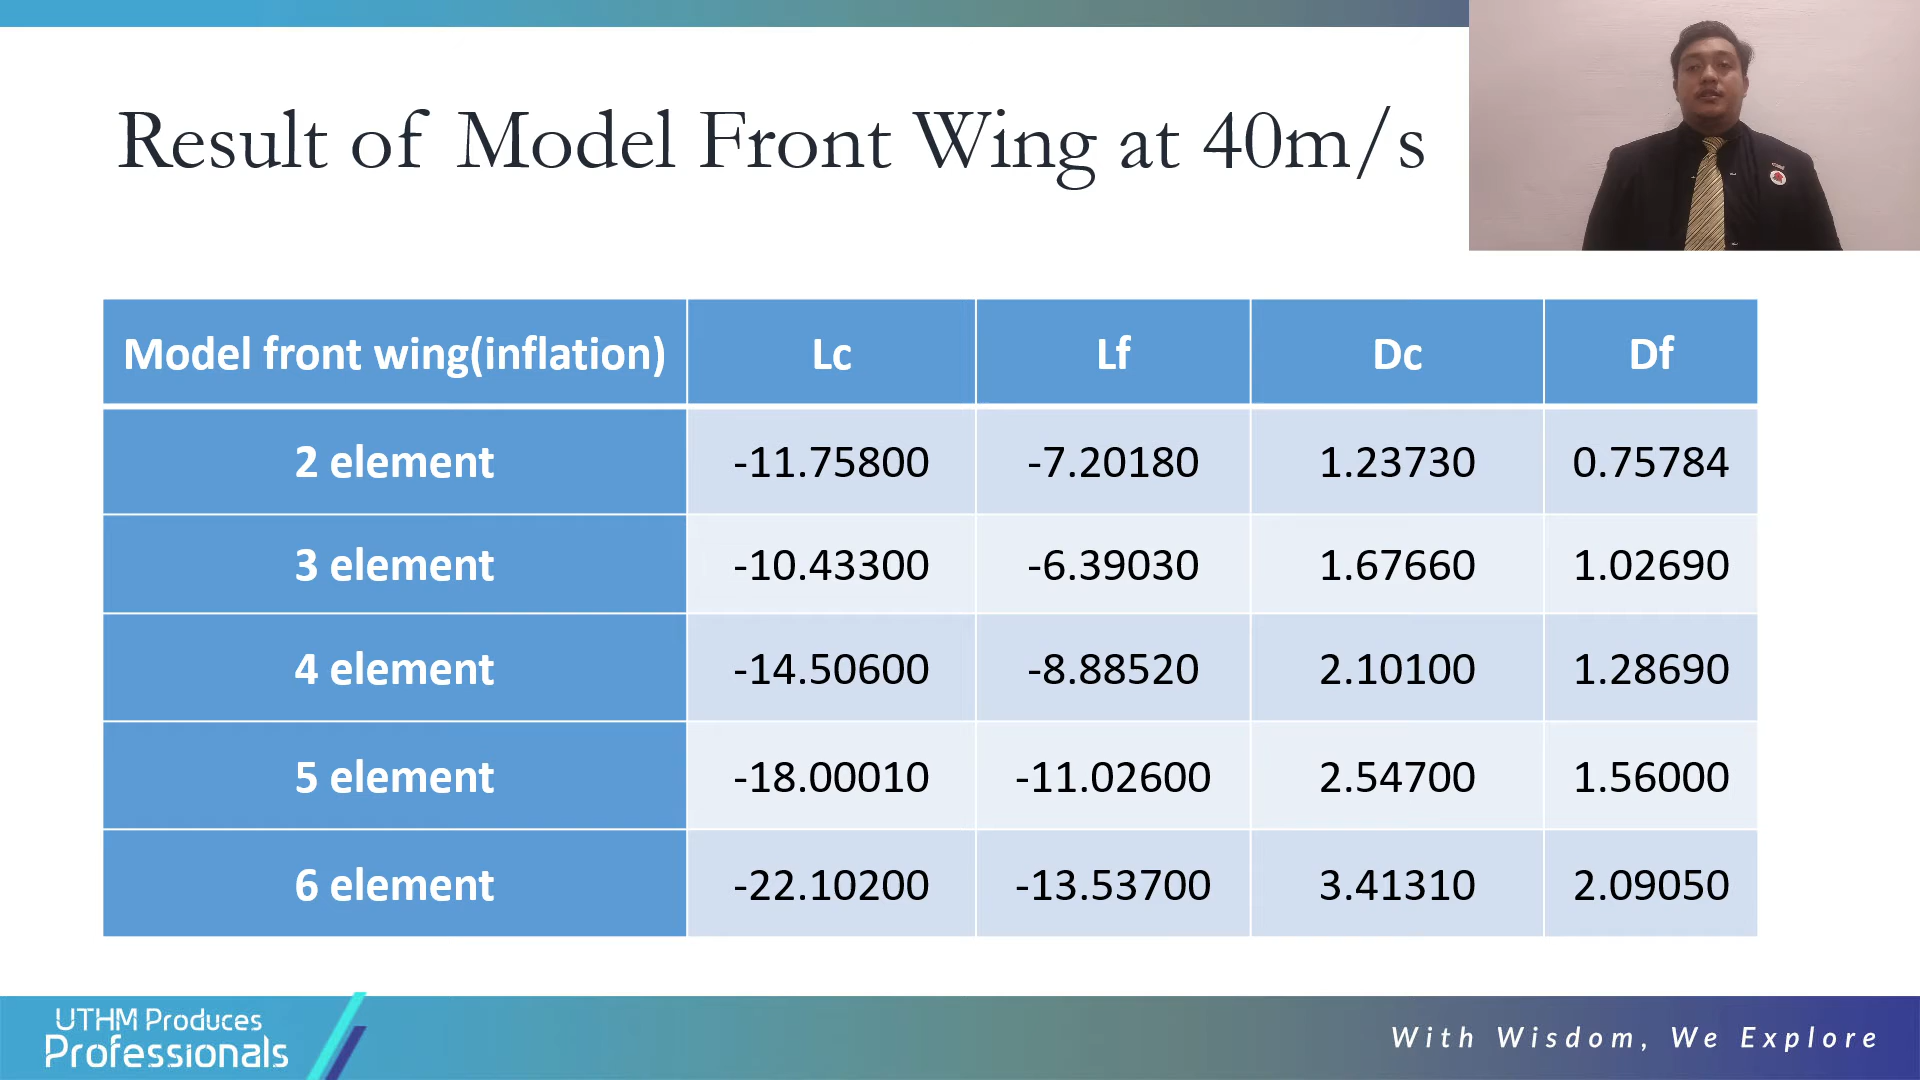 Result of Model Front Wing at 40m/s
Model front wing(inflation) Lc Lf Dc Df
2 element -11.75800 -7.20180 1.23730 0.75784
3 element -10.43300 -6.39030 1.67660 1.02690
4 element -14.50600 -8.88520 2.10100 1.28690
5 element -18.00010 -11.02600 2.54700 1.56000
6 element -22.10200 -13.53700 3.41310 2.09050
UTHM Produces
Professionals
With Wisdom, We Explore